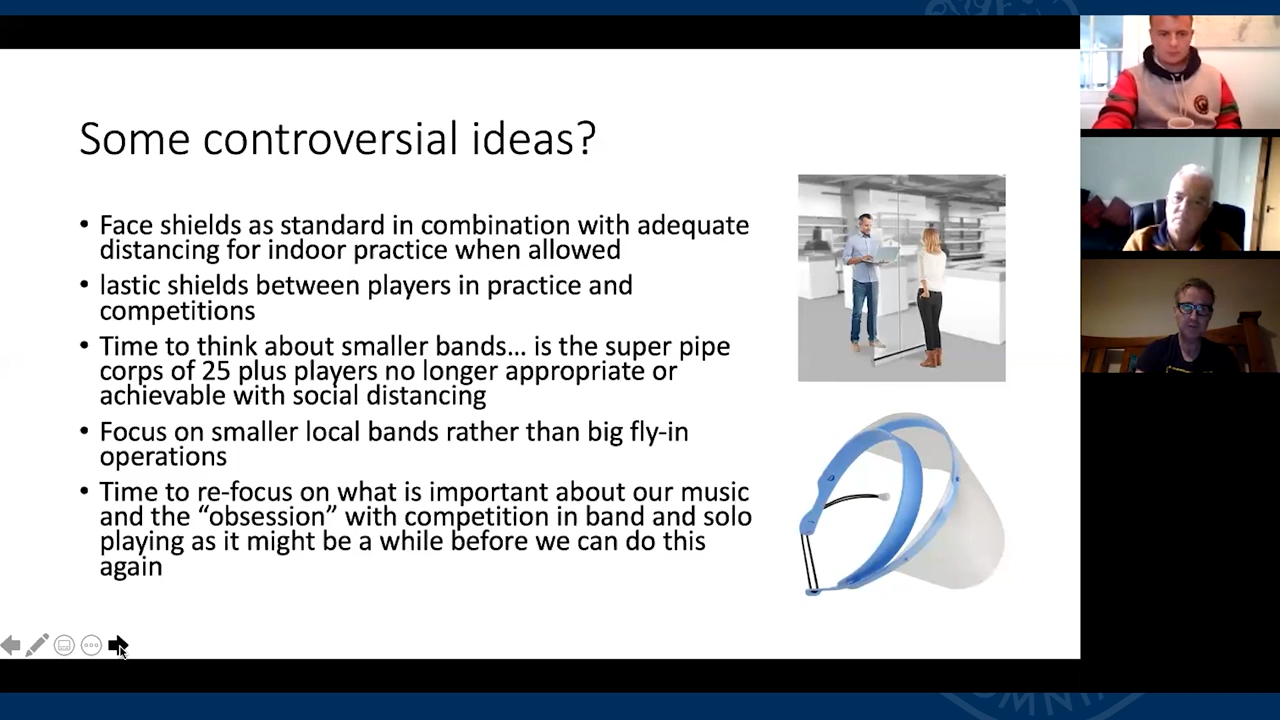 Some controversial ideas?
• Face shields as standard in combination with adequate
distancing for indoor practice when allowed
• lastic shields between players in practice and
competitions
• Time to think about smaller bands... is the super pipe
corps of 25 plus players no longer appropriate or
achievable with social distancing
• Focus on smaller local bands rather than big fly-in
operations
• Time to re-focus on what is important about our music
and the “obsession” with competition in band and solo
playing as it might be a while before we can do this
again